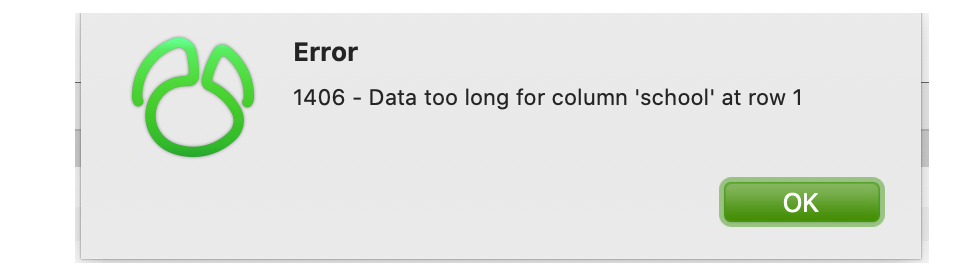 Error
1406 - Data too long for column 'school' at row 1
OK